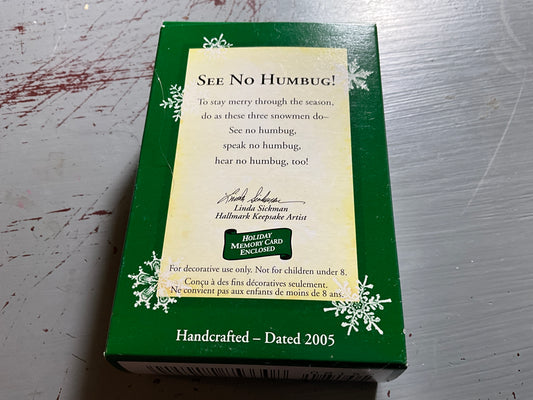 SEE NO HUMBUG!
To stay merry through the season,
do as these three snowmen do–
See no humbug,
speak no humbug,
hear no humbug, too!
Linda Sickman
Linda Sickman
Hallmark Keepsake Artist
HOLIDAY
MEMORY CARD
ENCLOSED
For decorative use only. Not for children under 8.
Conçu à des fins décoratives seulement.
Ne convient pas aux enfants de moins de 8 ans.
Handcrafted – Dated 2005